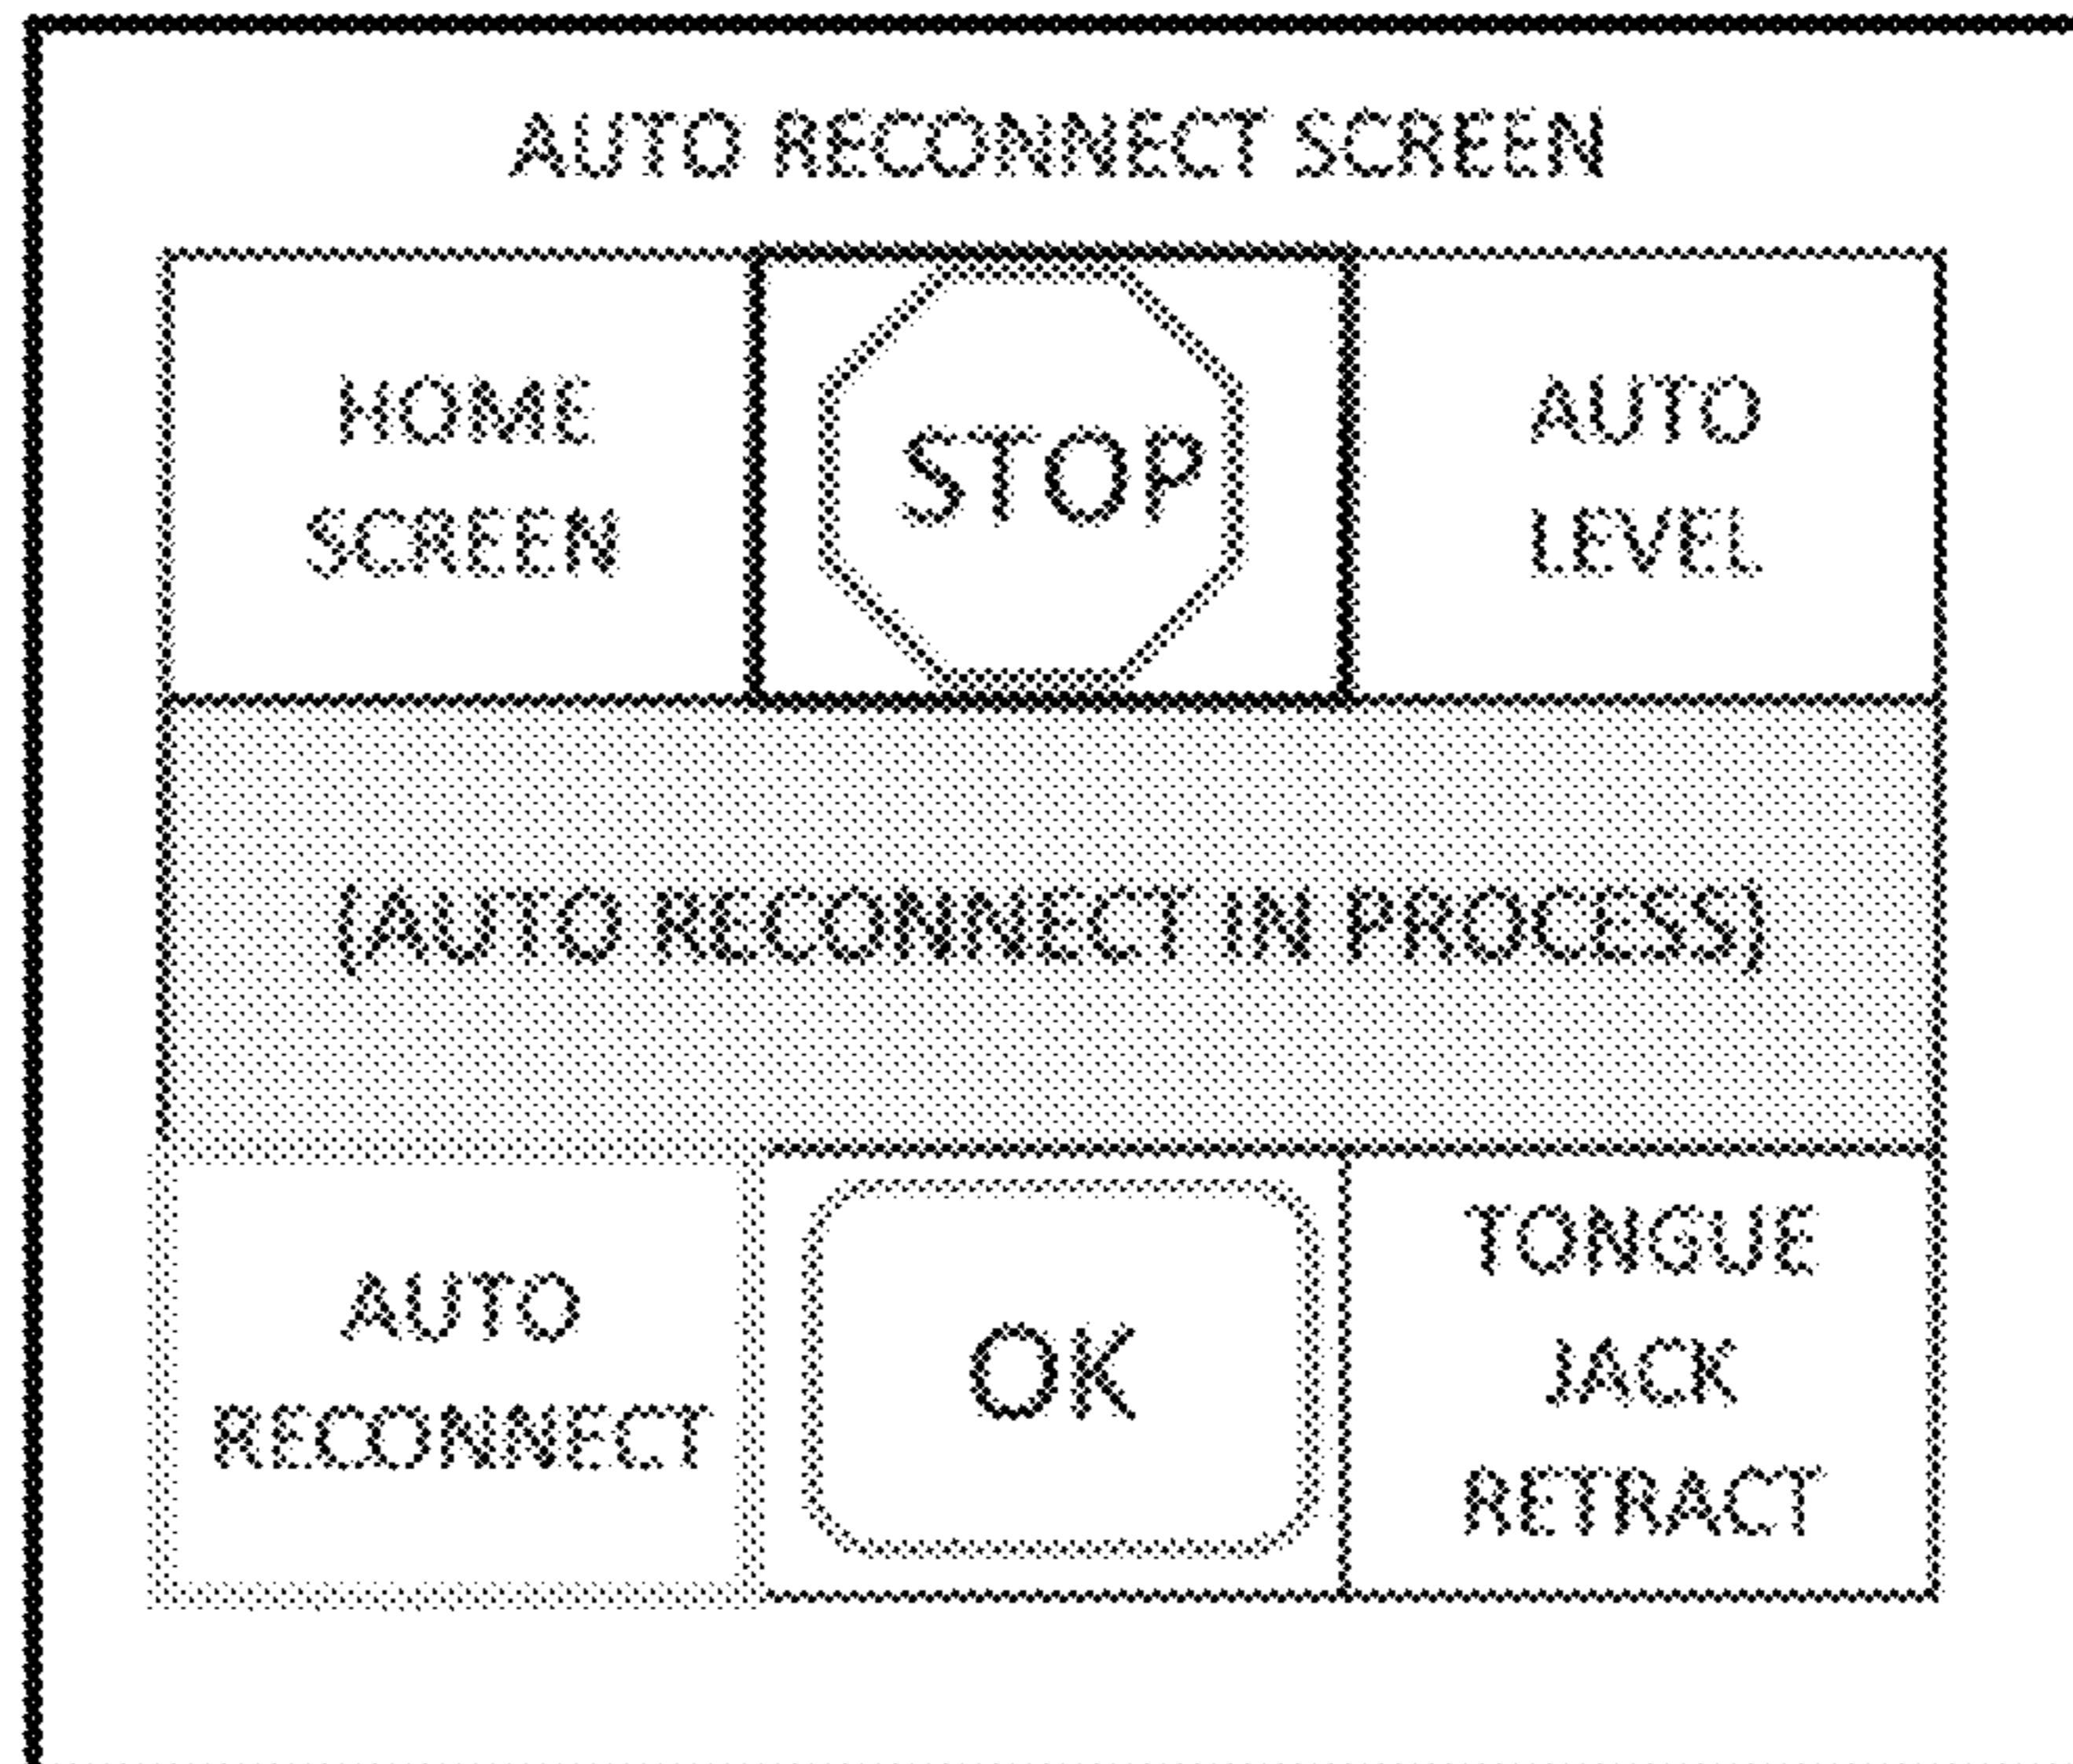 AUTO RECONNECT SCREEN
HOME
SCREEN
STOP
AUTO
LEVEL
(AUTO RECONNECT IN PROCESS)
AUTO
RECONNECT
OK
TONGUE
JACK
RETRACT